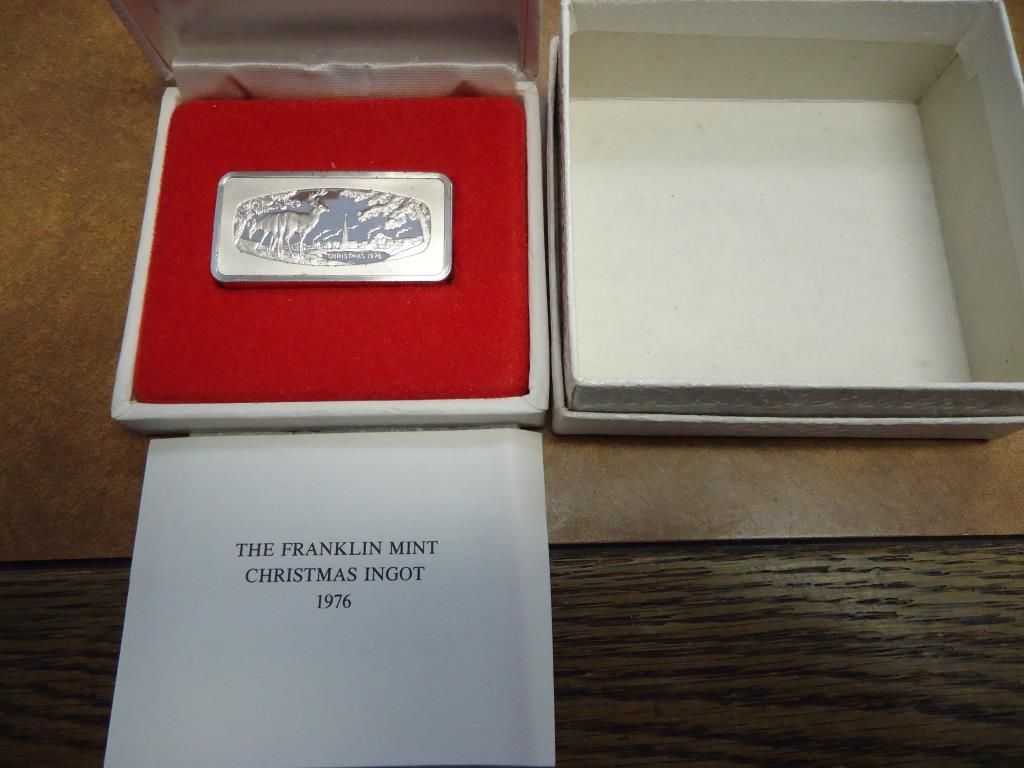 CHRISTMAS 1976
THE FRANKLIN MINT
CHRISTMAS INGOT
1976